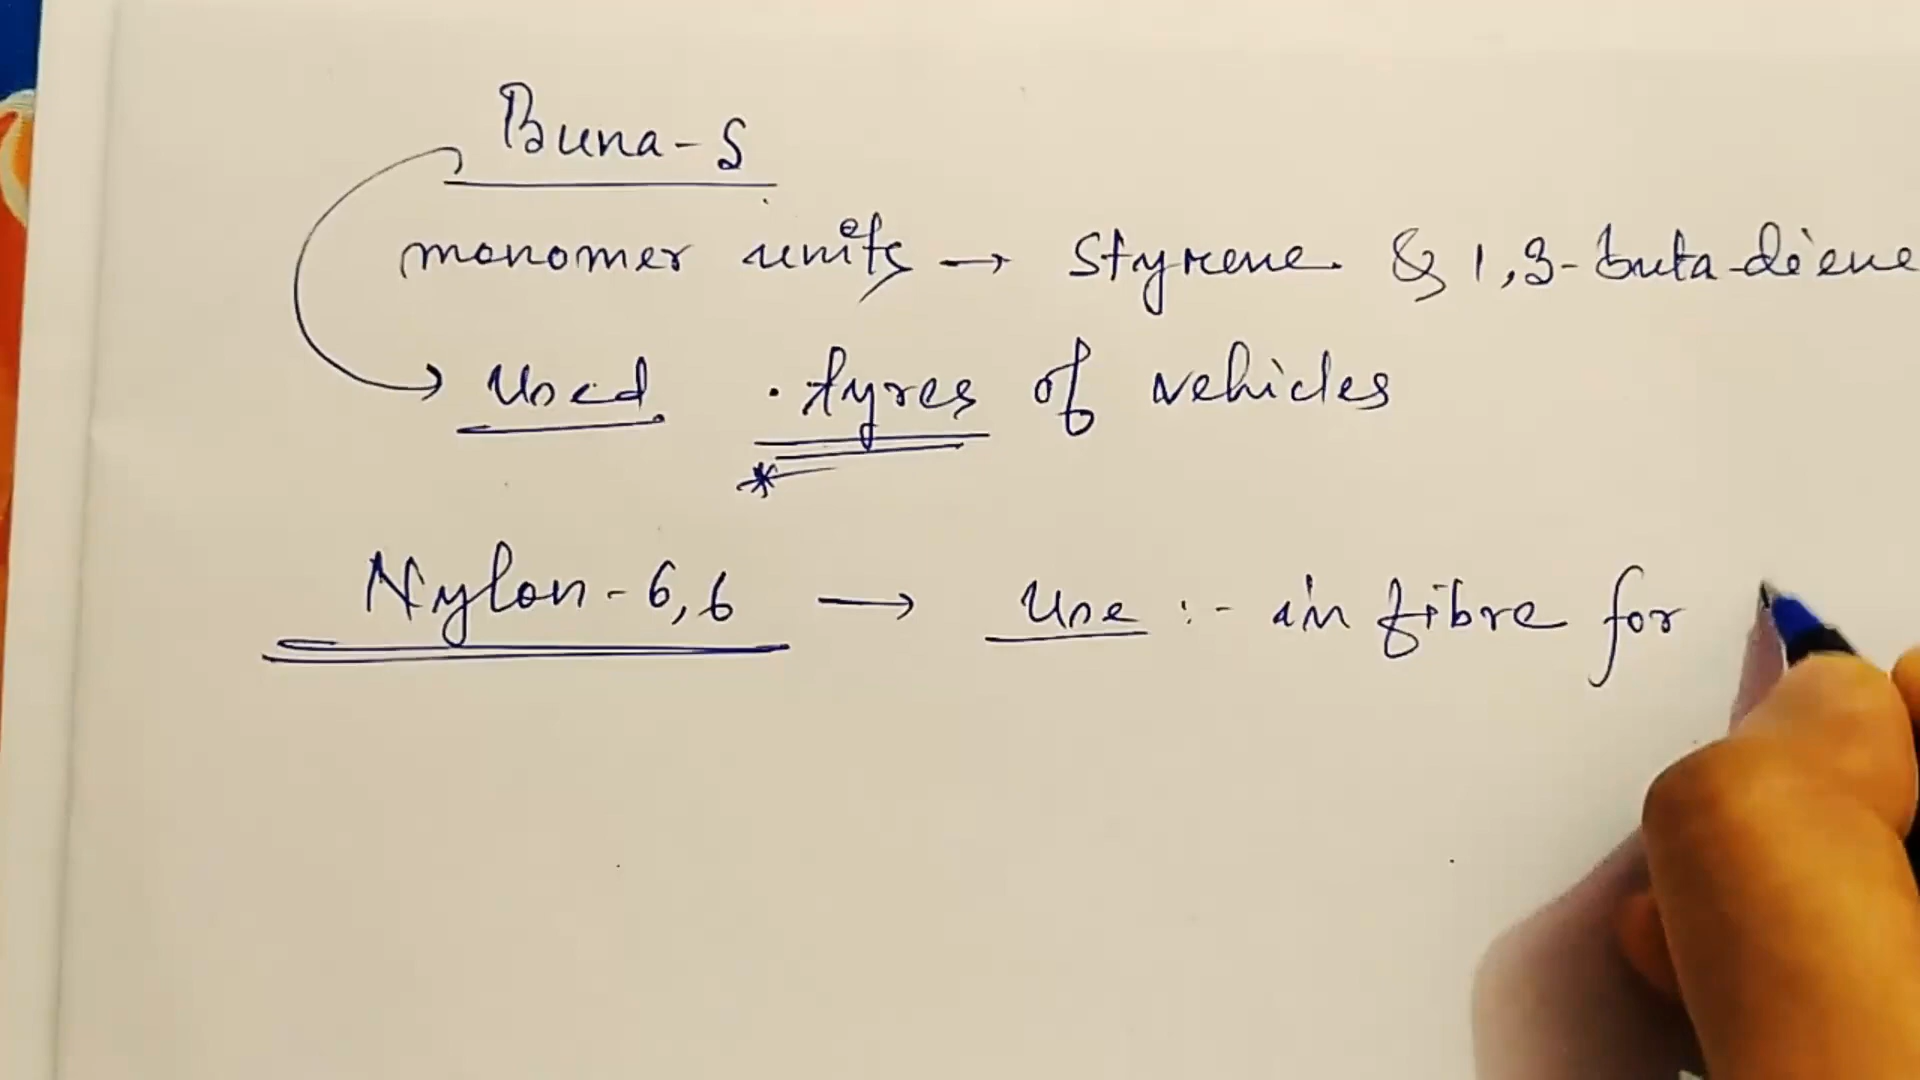 Buna-S
monomer units → Styrene & 1,3-buta-diene
→ Used . tyres of vehicles
*
Nylon-6,6 → Use :- in fibre for